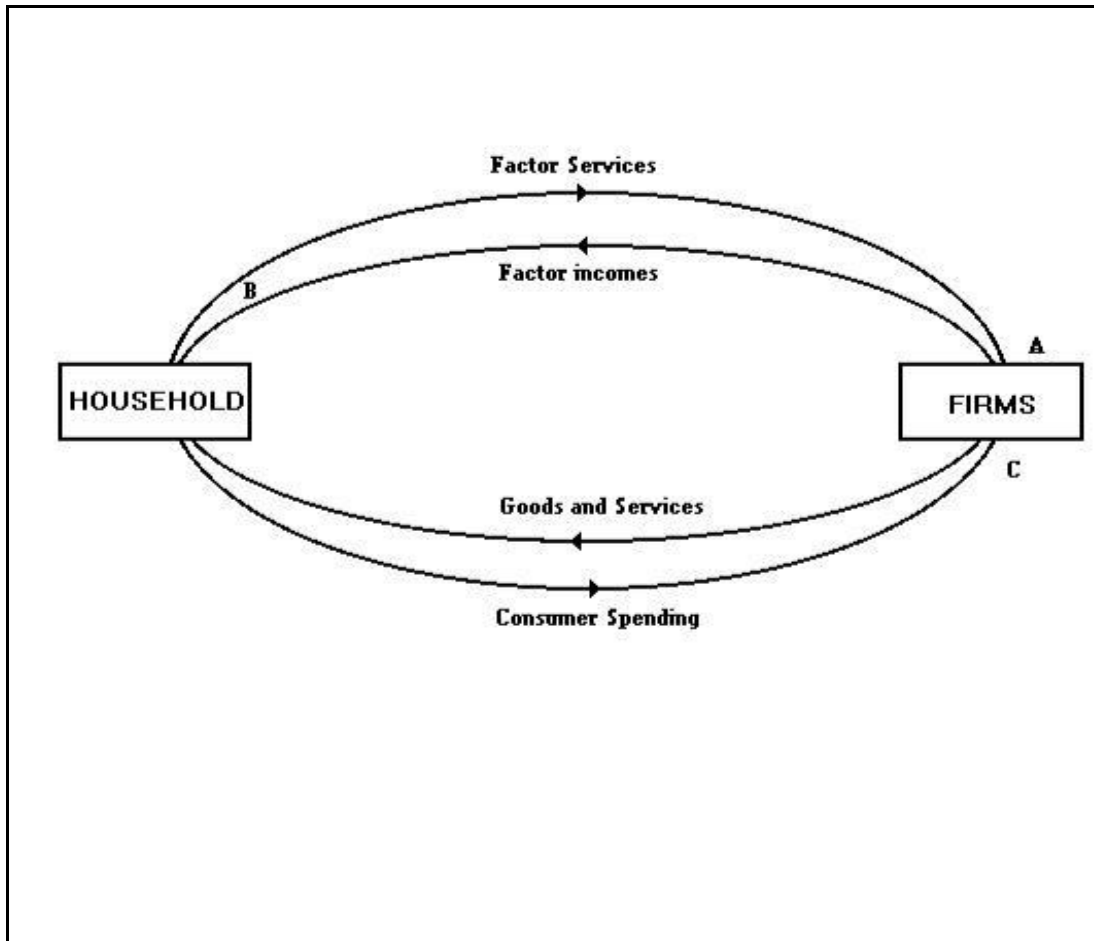 Factor Services
Factor incomes
B
A
HOUSEHOLD
FIRMS
C
Goods and Services
Consumer Spending